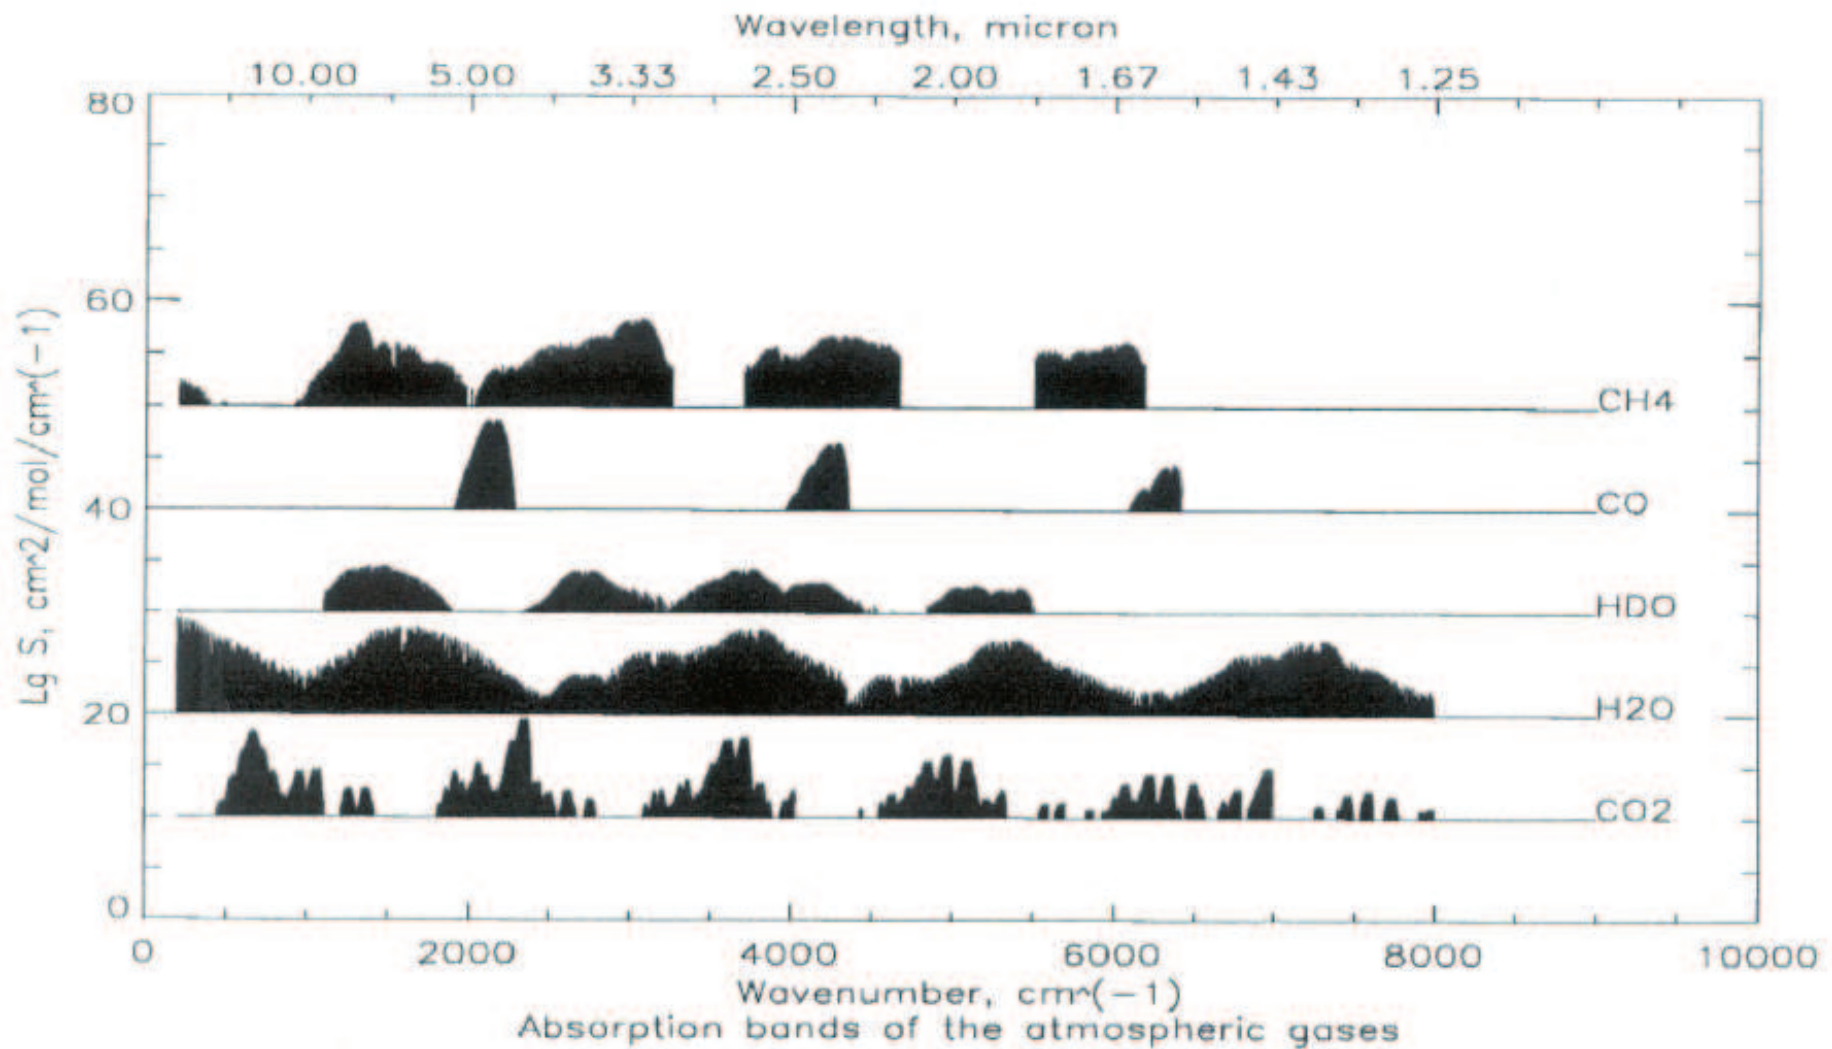 Wavelength, micron
10.00 5.00 3.33 2.50 2.00 1.67 1.43 1.25
80
60
40
20
0
Lg S, cm^2/mol/cm^(-1)
CH4
CO
HDO
H2O
CO2
0 2000 4000 6000 8000 10000
Wavenumber, cm^(-1)
Absorption bands of the atmospheric gases